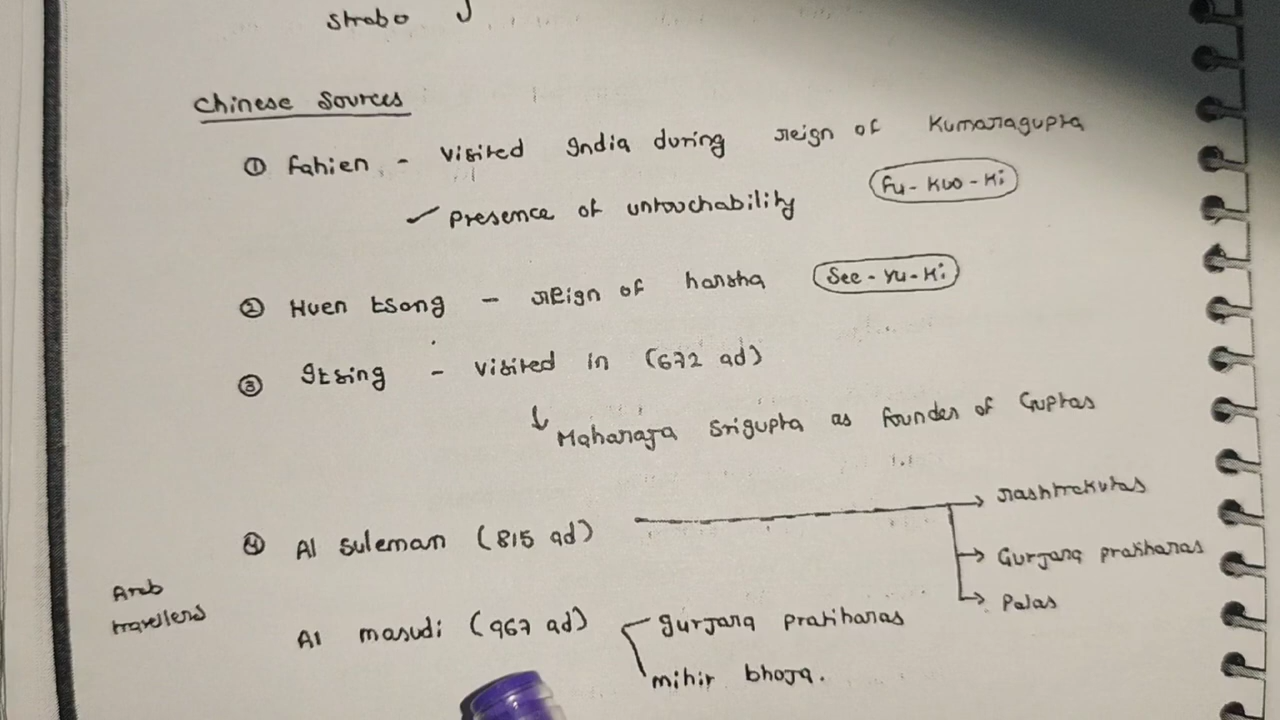 Strabo
Chinese Sources
① Fahien - Visited India during reign of Kumaragupta
✓ Presence of untouchability Fu-Kuo-Ki
② Huen tsong - reign of harsha See-Yu-Ki
③ Itsing - Visited in (672 ad)
↓ Maharaja Srigupta as founder of Guptas
④ Al suleman (815 ad) → rashtrekutas
→ Gurjara pratiharas
→ Palas
Arab
travellers
Al masudi (967 ad) gurjara pratiharas
mihir bhoja.